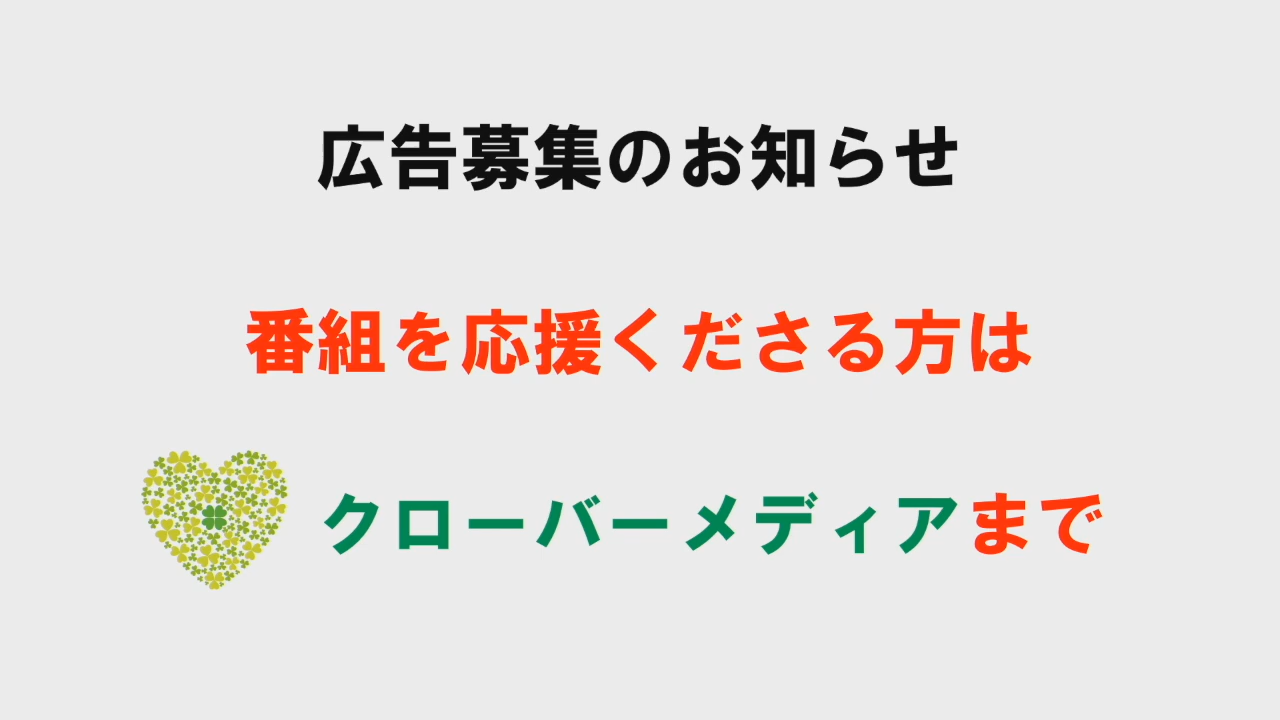 広告募集のお知らせ
番組を応援くださる方は
クローバーメディアまで